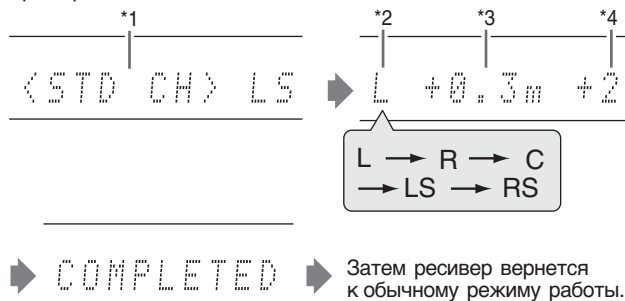 *1 *2 *3 *4
<STD CH> LS L +0.3m +2
L → R → C
→ LS → RS
COMPLETED Затем ресивер вернется
к обычному режиму работы.